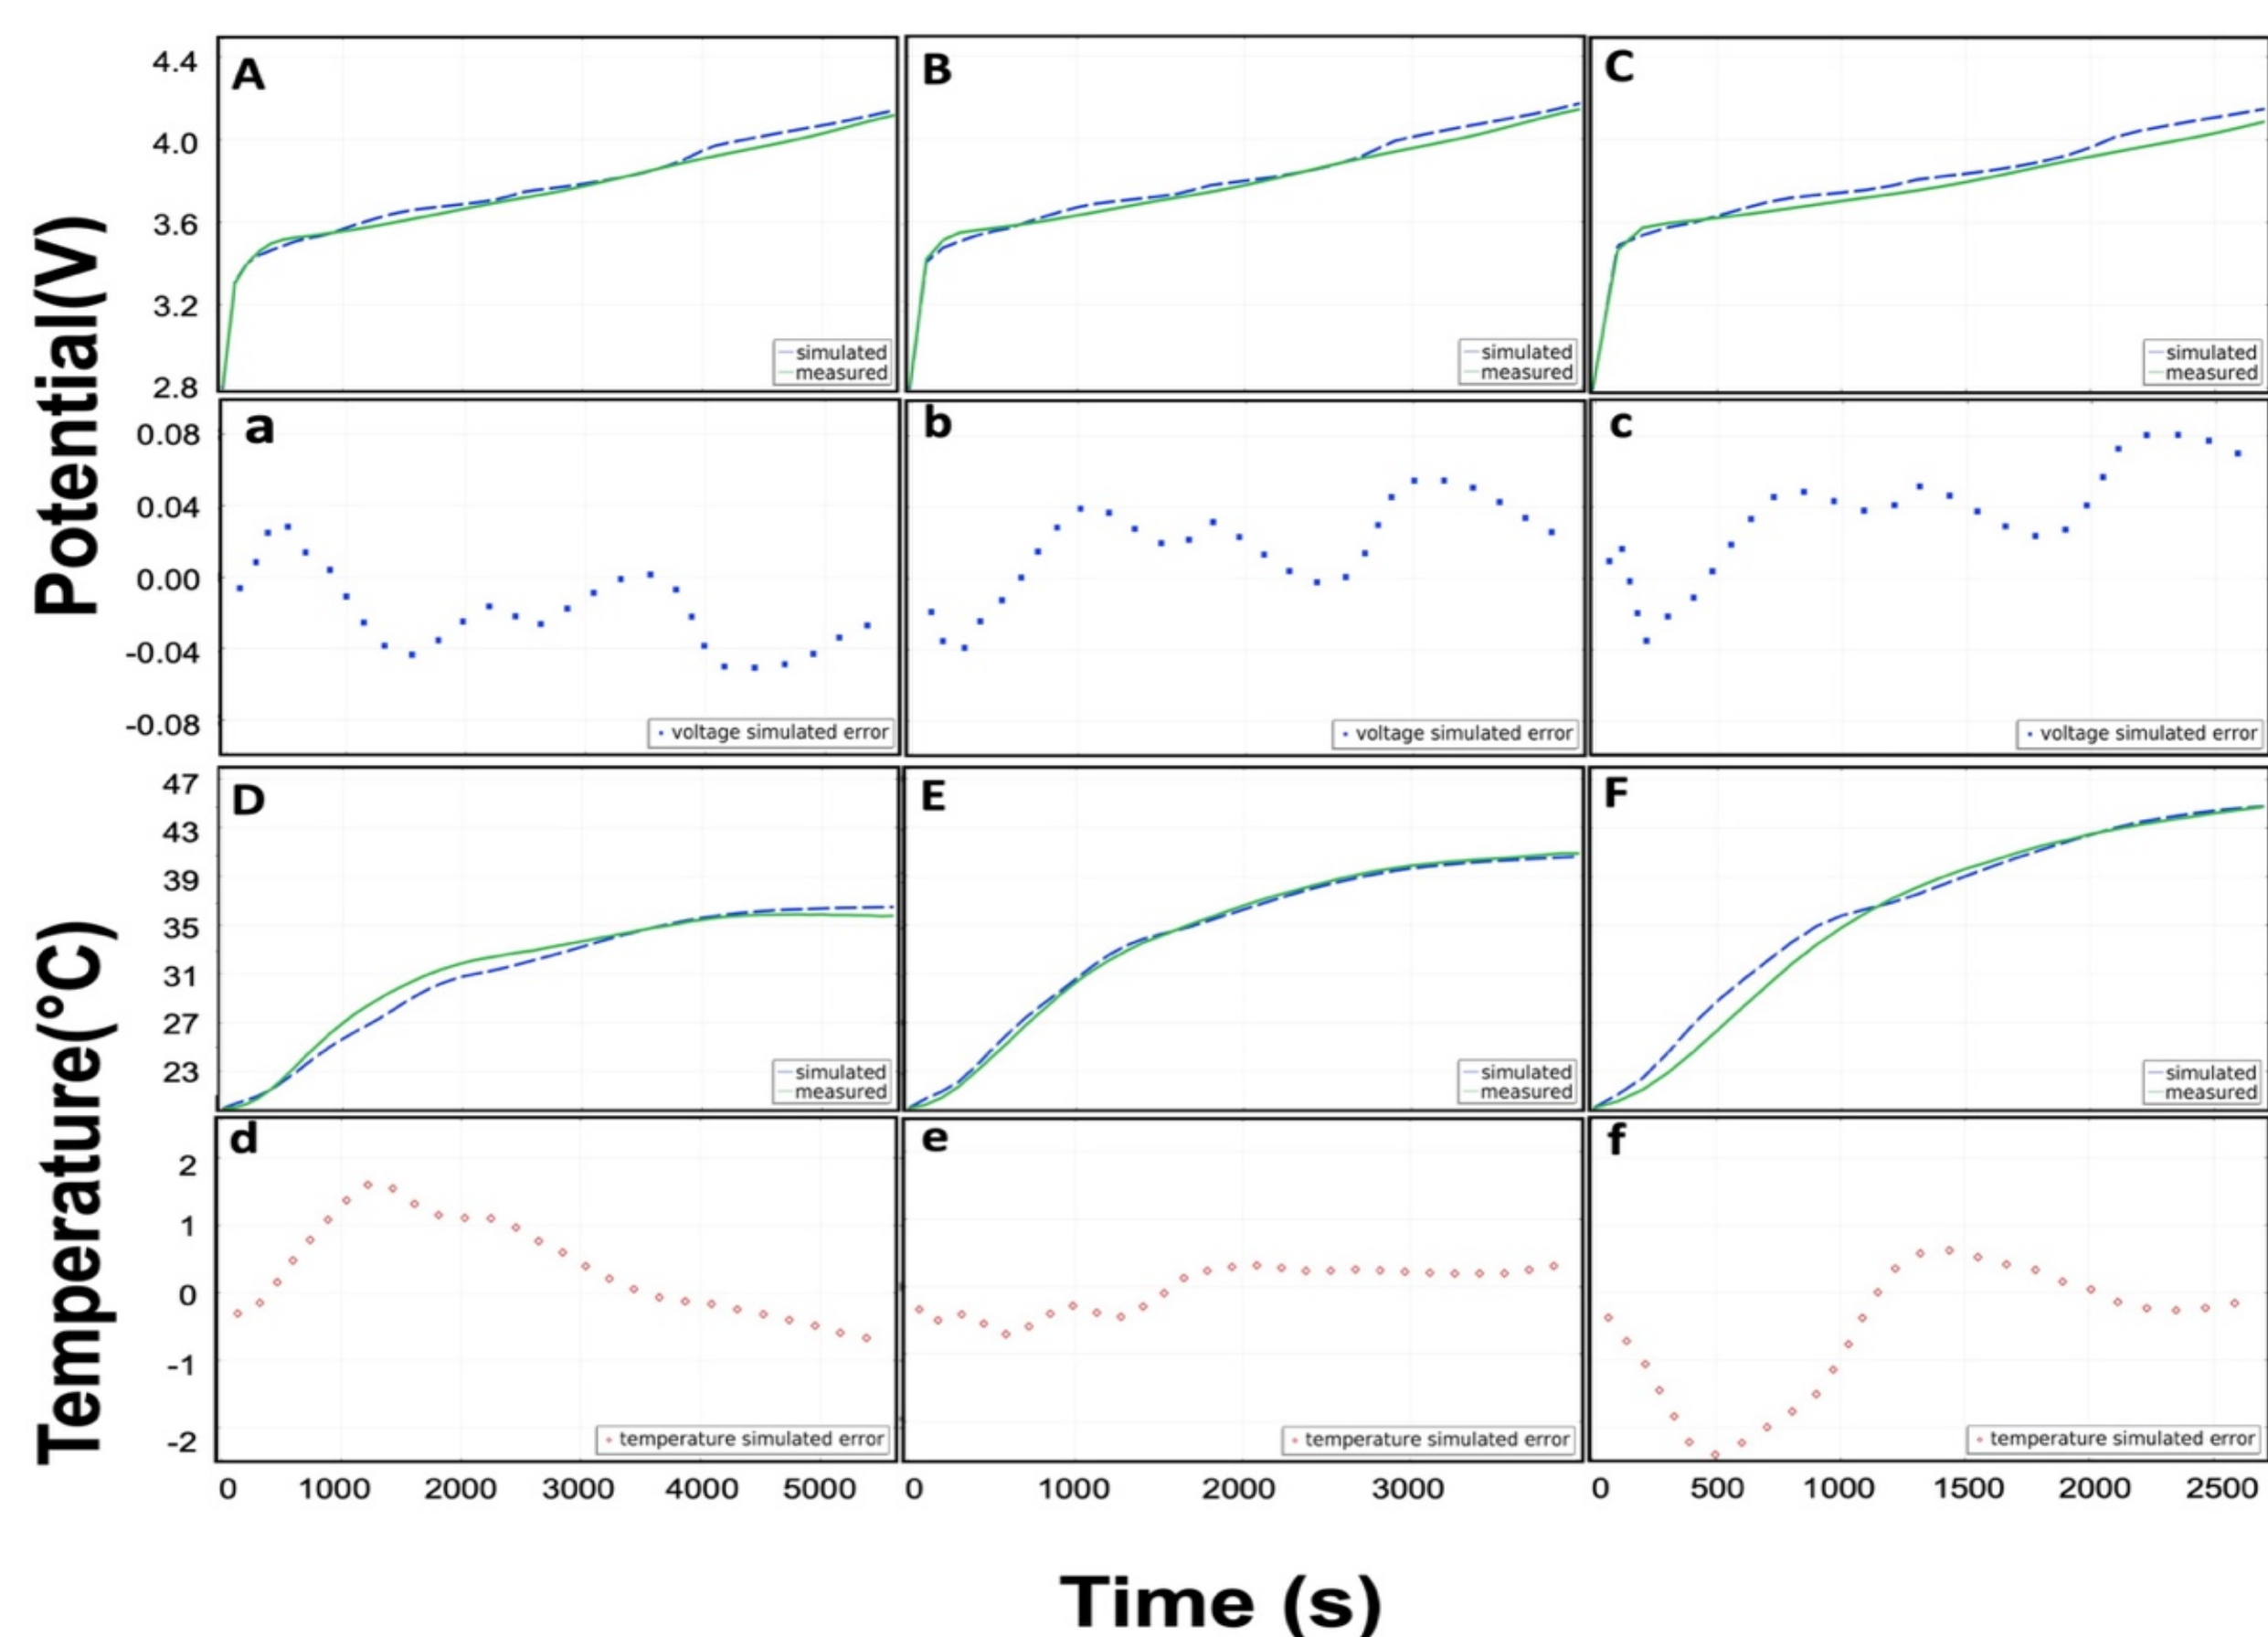 Potential(V)
4.4
4.0
3.6
3.2
2.8
A
simulated
measured
B
simulated
measured
C
simulated
measured
0.08
0.04
0.00
-0.04
-0.08
a
voltage simulated error
b
voltage simulated error
c
voltage simulated error
Temperature(°C)
47
43
39
35
31
27
23
D
simulated
measured
E
simulated
measured
F
simulated
measured
2
1
0
-1
-2
d
temperature simulated error
e
temperature simulated error
f
temperature simulated error
0 1000 2000 3000 4000 5000
0 1000 2000 3000
0 500 1000 1500 2000 2500
Time (s)